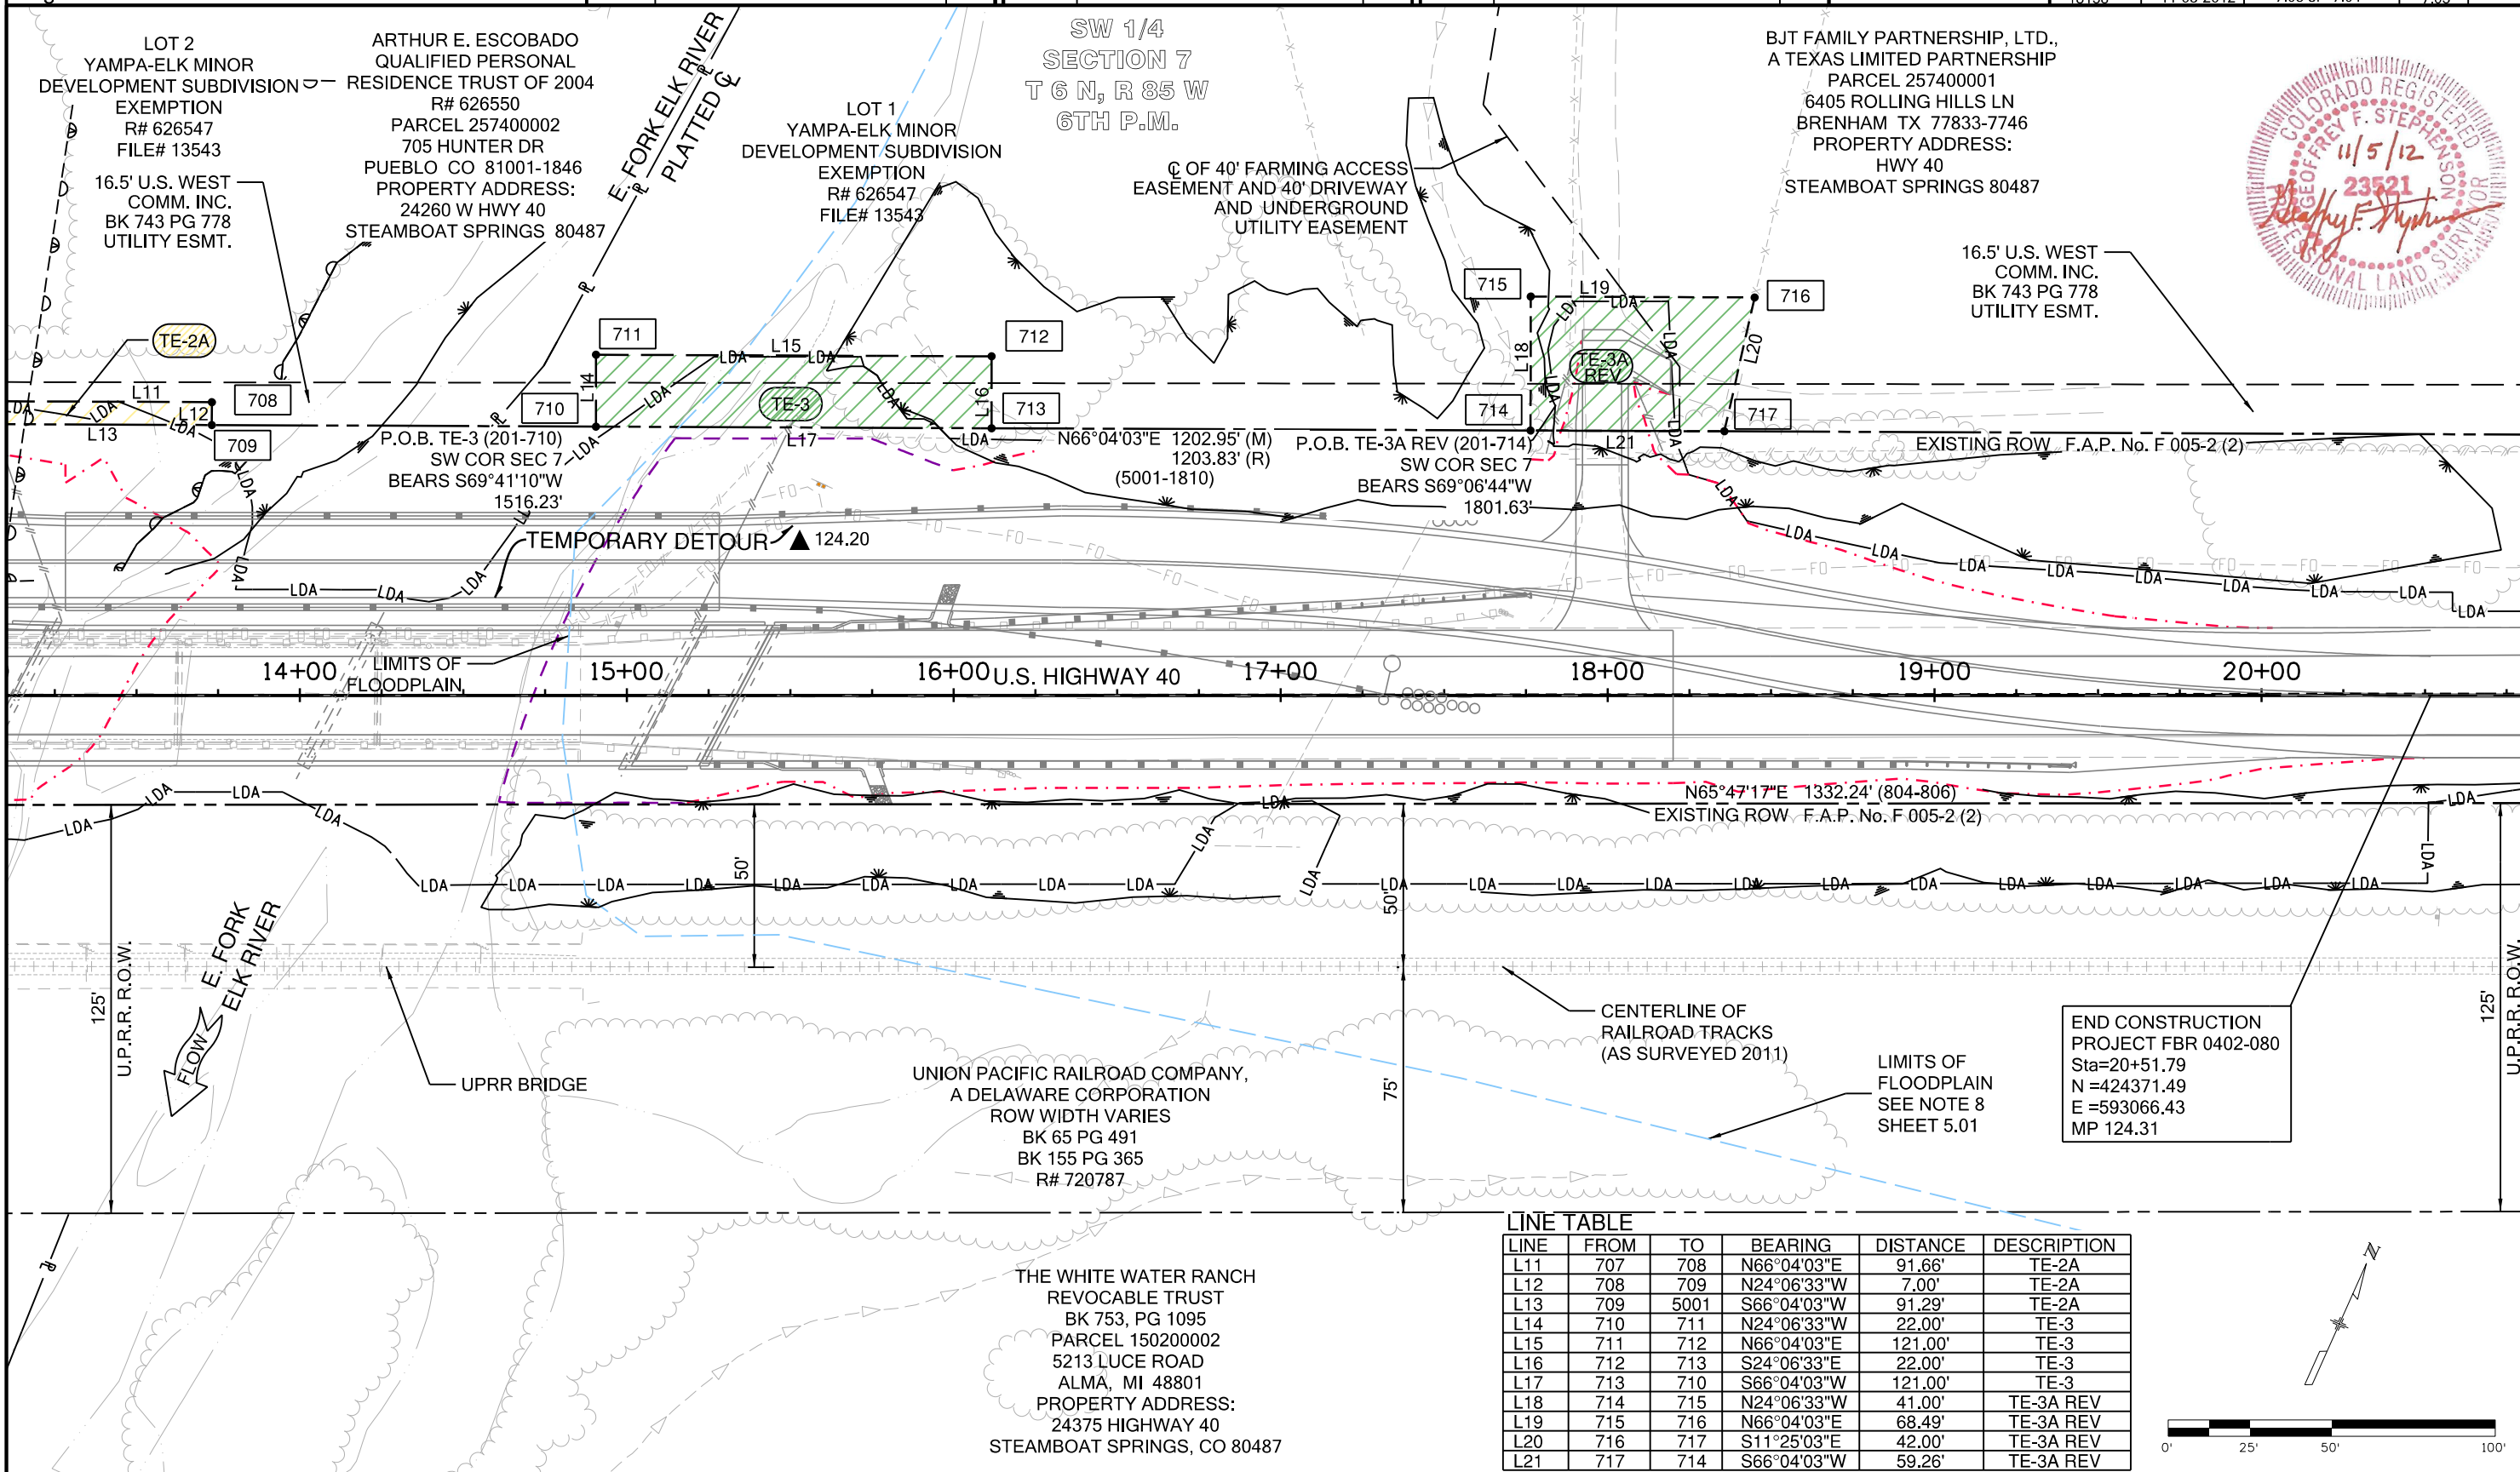 LOT 2
YAMPA-ELK MINOR
DEVELOPMENT SUBDIVISION
EXEMPTION
R# 626547
FILE# 13543
16.5' U.S. WEST
COMM. INC.
BK 743 PG 778
UTILITY ESMT.
ARTHUR E. ESCOBADO
QUALIFIED PERSONAL
RESIDENCE TRUST OF 2004
R# 626550
PARCEL 257400002
705 HUNTER DR
PUEBLO CO 81001-1846
PROPERTY ADDRESS:
24260 W HWY 40
STEAMBOAT SPRINGS 80487
E. FORK ELK RIVER
PLATTED ℄
LOT 1
YAMPA-ELK MINOR
DEVELOPMENT SUBDIVISION
EXEMPTION
R# 626547
FILE# 13543
SW 1/4
SECTION 7
T 6 N, R 85 W
6TH P.M.
℄ OF 40' FARMING ACCESS
EASEMENT AND 40' DRIVEWAY
AND UNDERGROUND
UTILITY EASEMENT
BJT FAMILY PARTNERSHIP, LTD.,
A TEXAS LIMITED PARTNERSHIP
PARCEL 257400001
6405 ROLLING HILLS LN
BRENHAM TX 77833-7746
PROPERTY ADDRESS:
HWY 40
STEAMBOAT SPRINGS 80487
COLORADO REGISTERED
GEOFFREY F. STEPHENSON
11/5/12
23521
PROFESSIONAL LAND SURVEYOR
16.5' U.S. WEST
COMM. INC.
BK 743 PG 778
UTILITY ESMT.
TE-2A
L11
L12
L13
708
709
710
711
L14
L15
TE-3
L16
L17
712
713
714
715
L18
L19
TE-3A
REV
L20
L21
716
717
P.O.B. TE-3 (201-710)
SW COR SEC 7
BEARS S69°41'10"W
1516.23'
N66°04'03"E 1202.95' (M)
1203.83' (R)
(5001-1810)
P.O.B. TE-3A REV (201-714)
SW COR SEC 7
BEARS S69°06'44"W
1801.63'
EXISTING ROW F.A.P. No. F 005-2 (2)
TEMPORARY DETOUR
124.20
LIMITS OF
FLOODPLAIN
14+00
15+00
16+00
U.S. HIGHWAY 40
17+00
18+00
19+00
20+00
N65°47'17"E 1332.24' (804-806)
EXISTING ROW F.A.P. No. F 005-2 (2)
50'
50'
75'
125'
U.P.R.R. R.O.W.
E. FORK
ELK RIVER
FLOW
UPRR BRIDGE
UNION PACIFIC RAILROAD COMPANY,
A DELAWARE CORPORATION
ROW WIDTH VARIES
BK 65 PG 491
BK 155 PG 365
R# 720787
CENTERLINE OF
RAILROAD TRACKS
(AS SURVEYED 2011)
LIMITS OF
FLOODPLAIN
SEE NOTE 8
SHEET 5.01
END CONSTRUCTION
PROJECT FBR 0402-080
Sta=20+51.79
N =424371.49
E =593066.43
MP 124.31
125'
U.P.R.R. R.O.W.
THE WHITE WATER RANCH
REVOCABLE TRUST
BK 753, PG 1095
PARCEL 150200002
5213 LUCE ROAD
ALMA, MI 48801
PROPERTY ADDRESS:
24375 HIGHWAY 40
STEAMBOAT SPRINGS, CO 80487
LINE TABLE
LINE FROM TO BEARING DISTANCE DESCRIPTION
L11 707 708 N66°04'03"E 91.66' TE-2A
L12 708 709 N24°06'33"W 7.00' TE-2A
L13 709 5001 S66°04'03"W 91.29' TE-2A
L14 710 711 N24°06'33"W 22.00' TE-3
L15 711 712 N66°04'03"E 121.00' TE-3
L16 712 713 S24°06'33"E 22.00' TE-3
L17 713 710 S66°04'03"W 121.00' TE-3
L18 714 715 N24°06'33"W 41.00' TE-3A REV
L19 715 716 N66°04'03"E 68.49' TE-3A REV
L20 716 717 S11°25'03"E 42.00' TE-3A REV
L21 717 714 S66°04'03"W 59.26' TE-3A REV
N
0' 25' 50' 100'